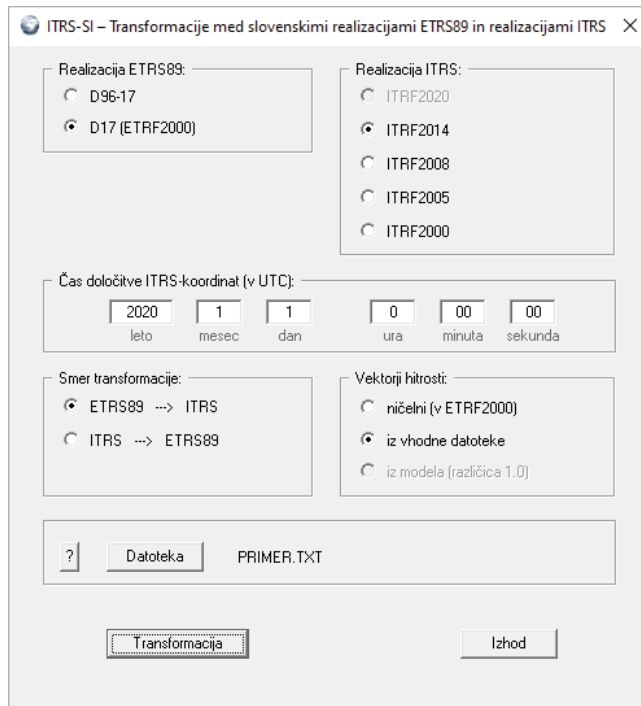 ITRS-SI – Transformacije med slovenskimi realizacijami ETRS89 in realizacijami ITRS
Realizacija ETRS89:
D96-17
D17 (ETRF2000)
Realizacija ITRS:
ITRF2020
ITRF2014
ITRF2008
ITRF2005
ITRF2000
Čas določitve ITRS-koordinat (v UTC):
2020 1 1 0 00 00
leto mesec dan ura minuta sekunda
Smer transformacije:
ETRS89 ---> ITRS
ITRS ---> ETRS89
Vektorji hitrosti:
ničelni (v ETRF2000)
iz vhodne datoteke
iz modela (različica 1.0)
? Datoteka PRIMER.TXT
Transformacija Izhod